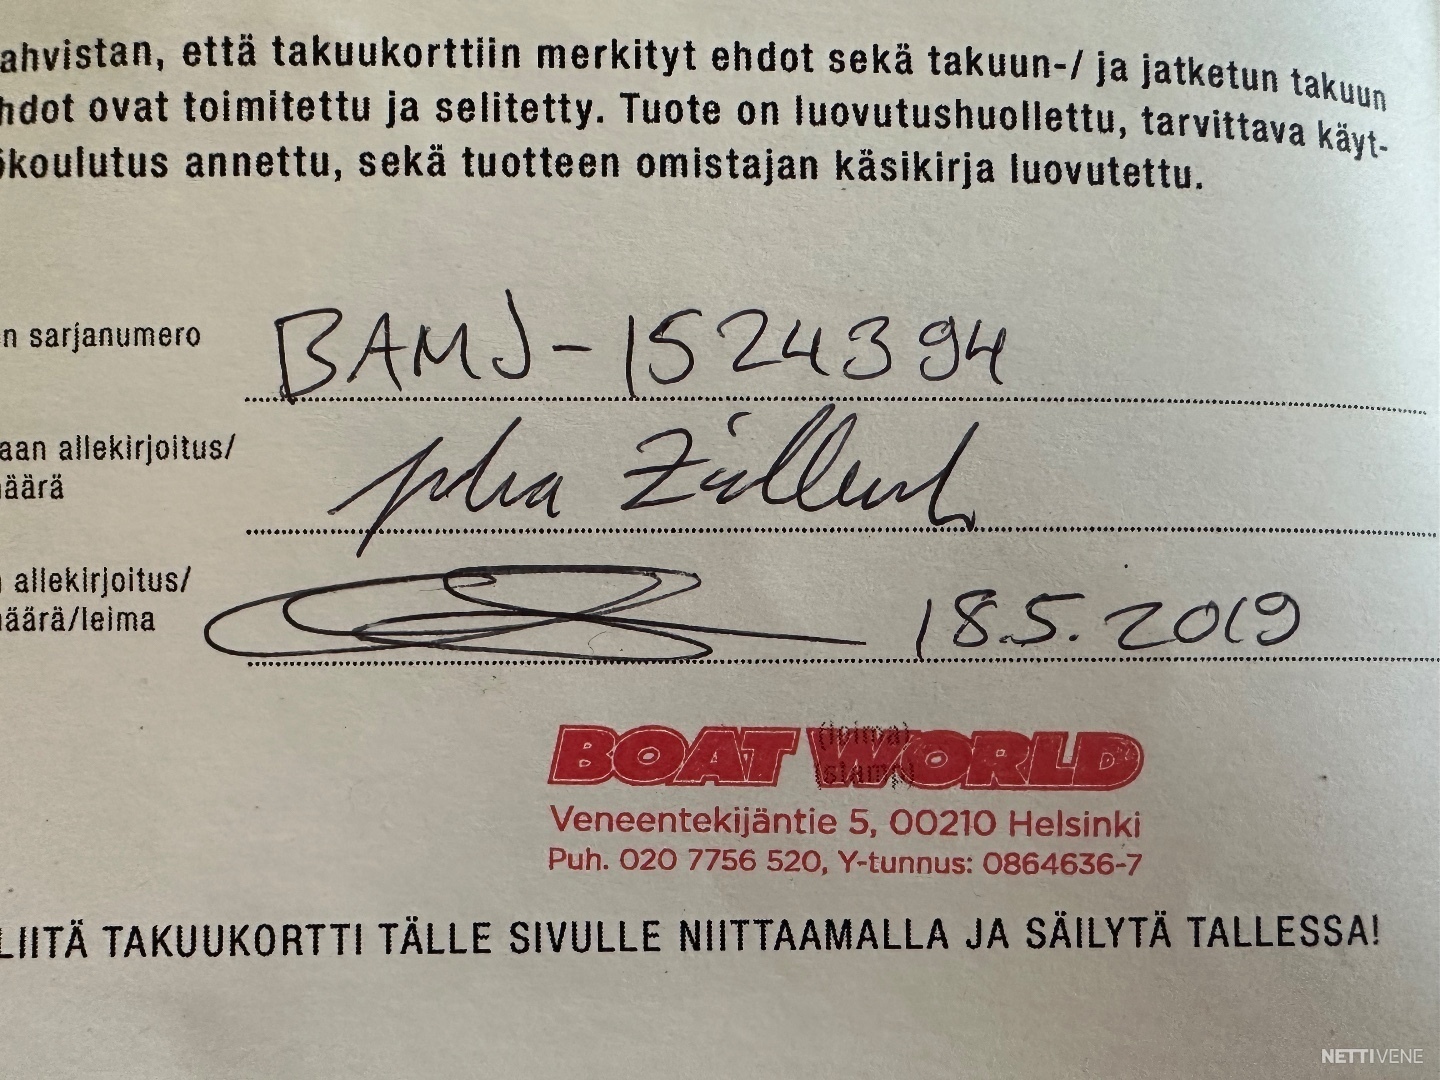 ahvistan, että takuukorttiin merkityt ehdot sekä takuun-/ ja jatketun takuun
hdot ovat toimitettu ja selitetty. Tuote on luovutushuollettu, tarvittava käyt-
ökoulutus annettu, sekä tuotteen omistajan käsikirja luovutettu.
n sarjanumero BAMJ-1524394
aan allekirjoitus/
äärä
allekirjoitus/
äärä/leima 18.5.2019
(leima)
(stamp)
BOAT WORLD
Veneentekijäntie 5, 00210 Helsinki
Puh. 020 7756 520, Y-tunnus: 0864636-7
LIITÄ TAKUUKORTTI TÄLLE SIVULLE NIITTAAMALLA JA SÄILYTÄ TALLESSA!
NETTIVENE